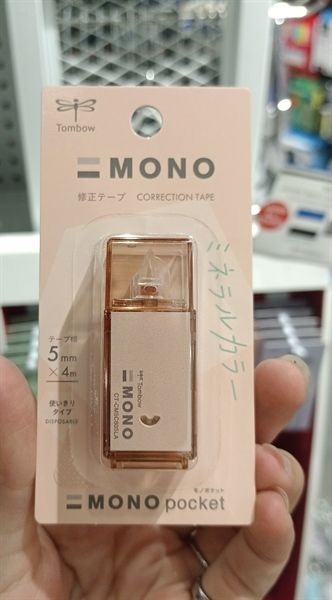 Tombow
MONO
修正テープ CORRECTION TAPE
ミネラルカラー
テープ幅
5mm
×4m
使いきり
タイプ
DISPOSABLE
Tombow
MONO
モノポケット
MONO pocket